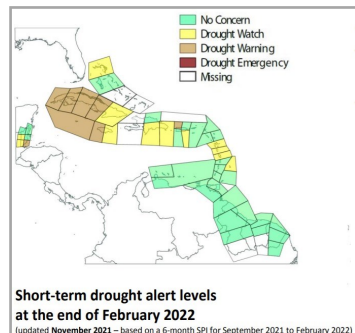 No Concern
Drought Watch
Drought Warning
Drought Emergency
Missing
Short-term drought alert levels
at the end of February 2022
(updated November 2021 – based on a 6-month SPI for September 2021 to February 2022)